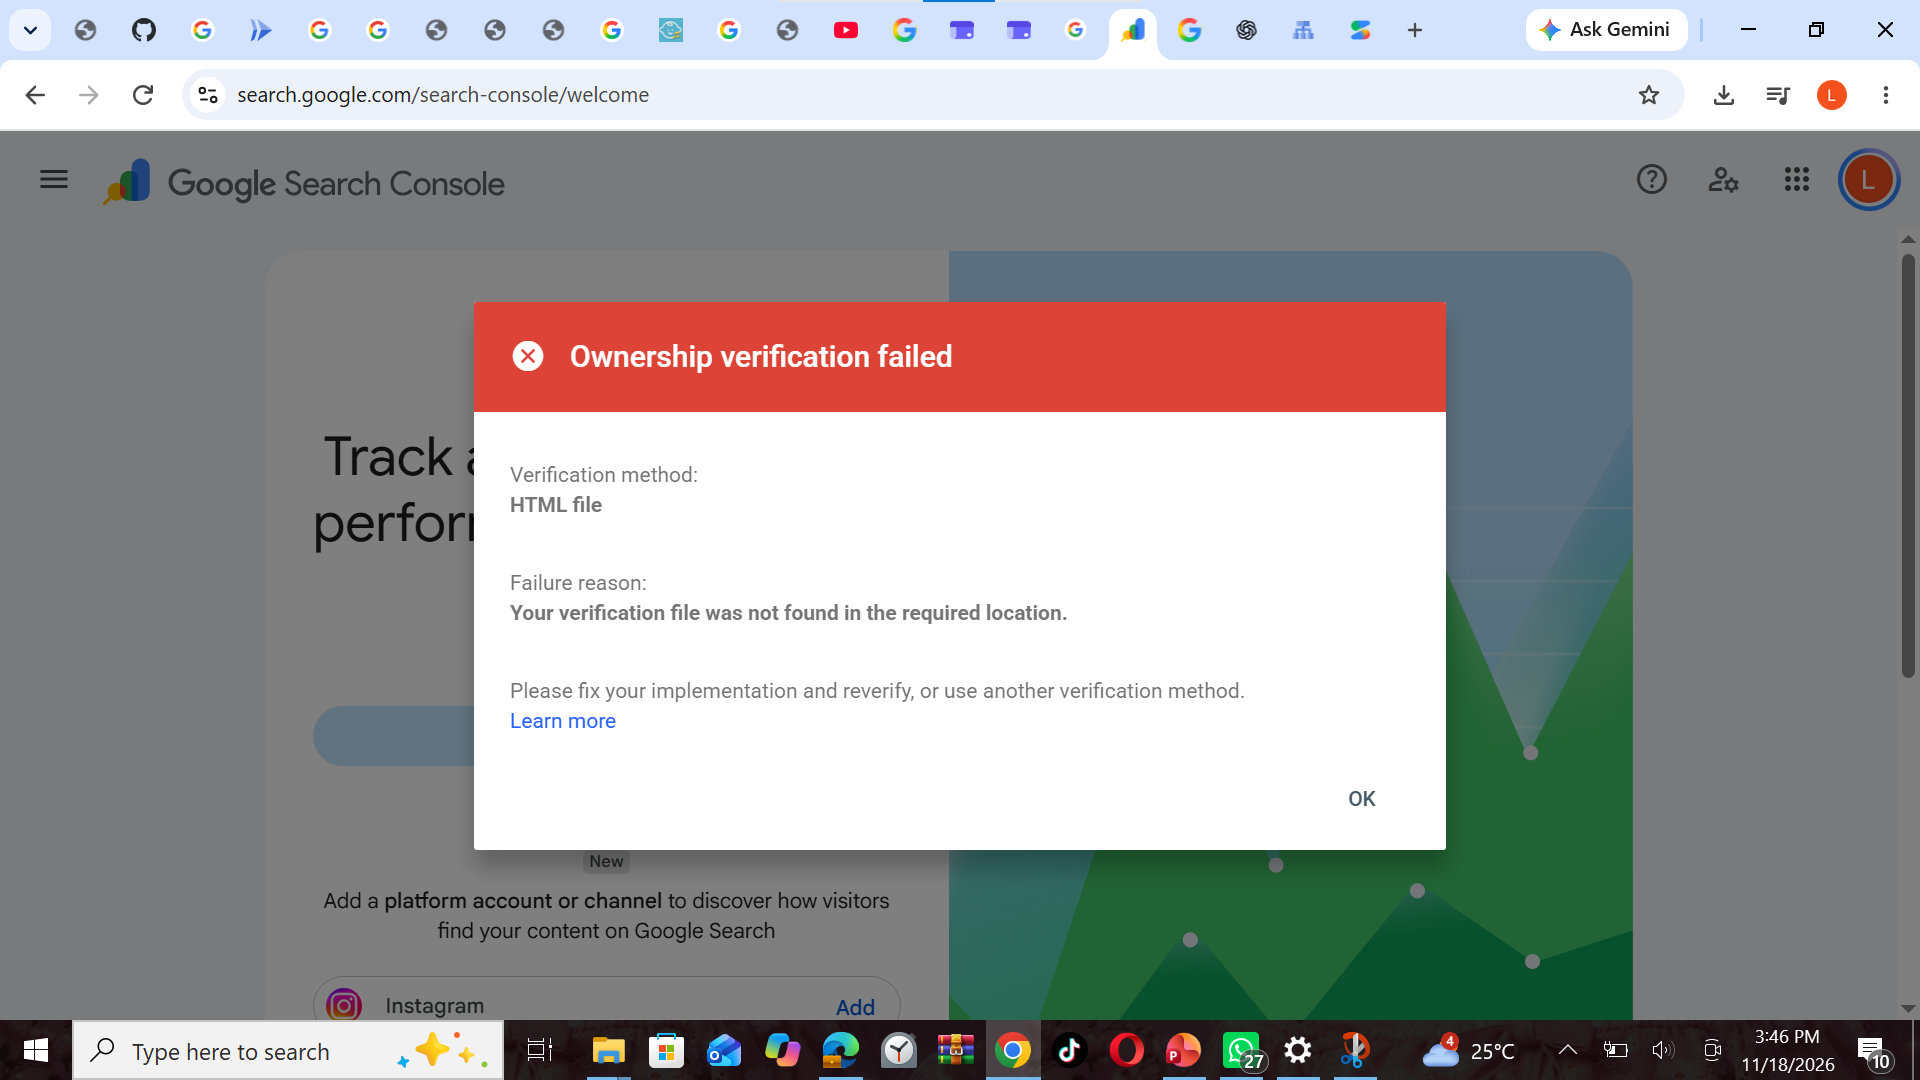 Ask Gemini
search.google.com/search-console/welcome
L
Google Search Console
L
Ownership verification failed
Verification method:
HTML file
Failure reason:
Your verification file was not found in the required location.
Please fix your implementation and reverify, or use another verification method.
Learn more
OK
Track
perfor
New
Add a platform account or channel to discover how visitors
find your content on Google Search
Instagram
Add
Type here to search
27
4
25°C
3:46 PM
11/18/2026
10